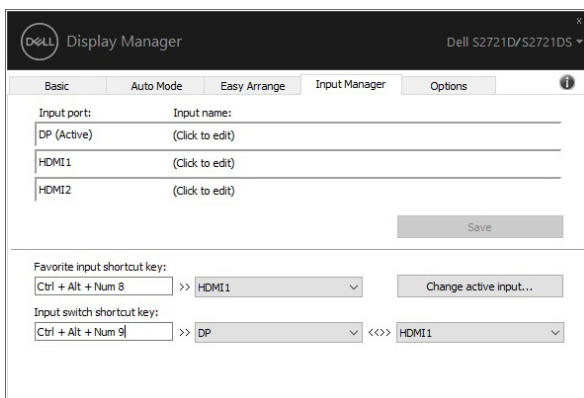 DELL Display Manager Dell S2721D/S2721DS
Basic Auto Mode Easy Arrange Input Manager Options
Input port: Input name:
DP (Active) (Click to edit)
HDMI1 (Click to edit)
HDMI2 (Click to edit)
Save
Favorite input shortcut key:
Ctrl + Alt + Num 8 >> HDMI1 Change active input...
Input switch shortcut key:
Ctrl + Alt + Num 9 >> DP <<>> HDMI1